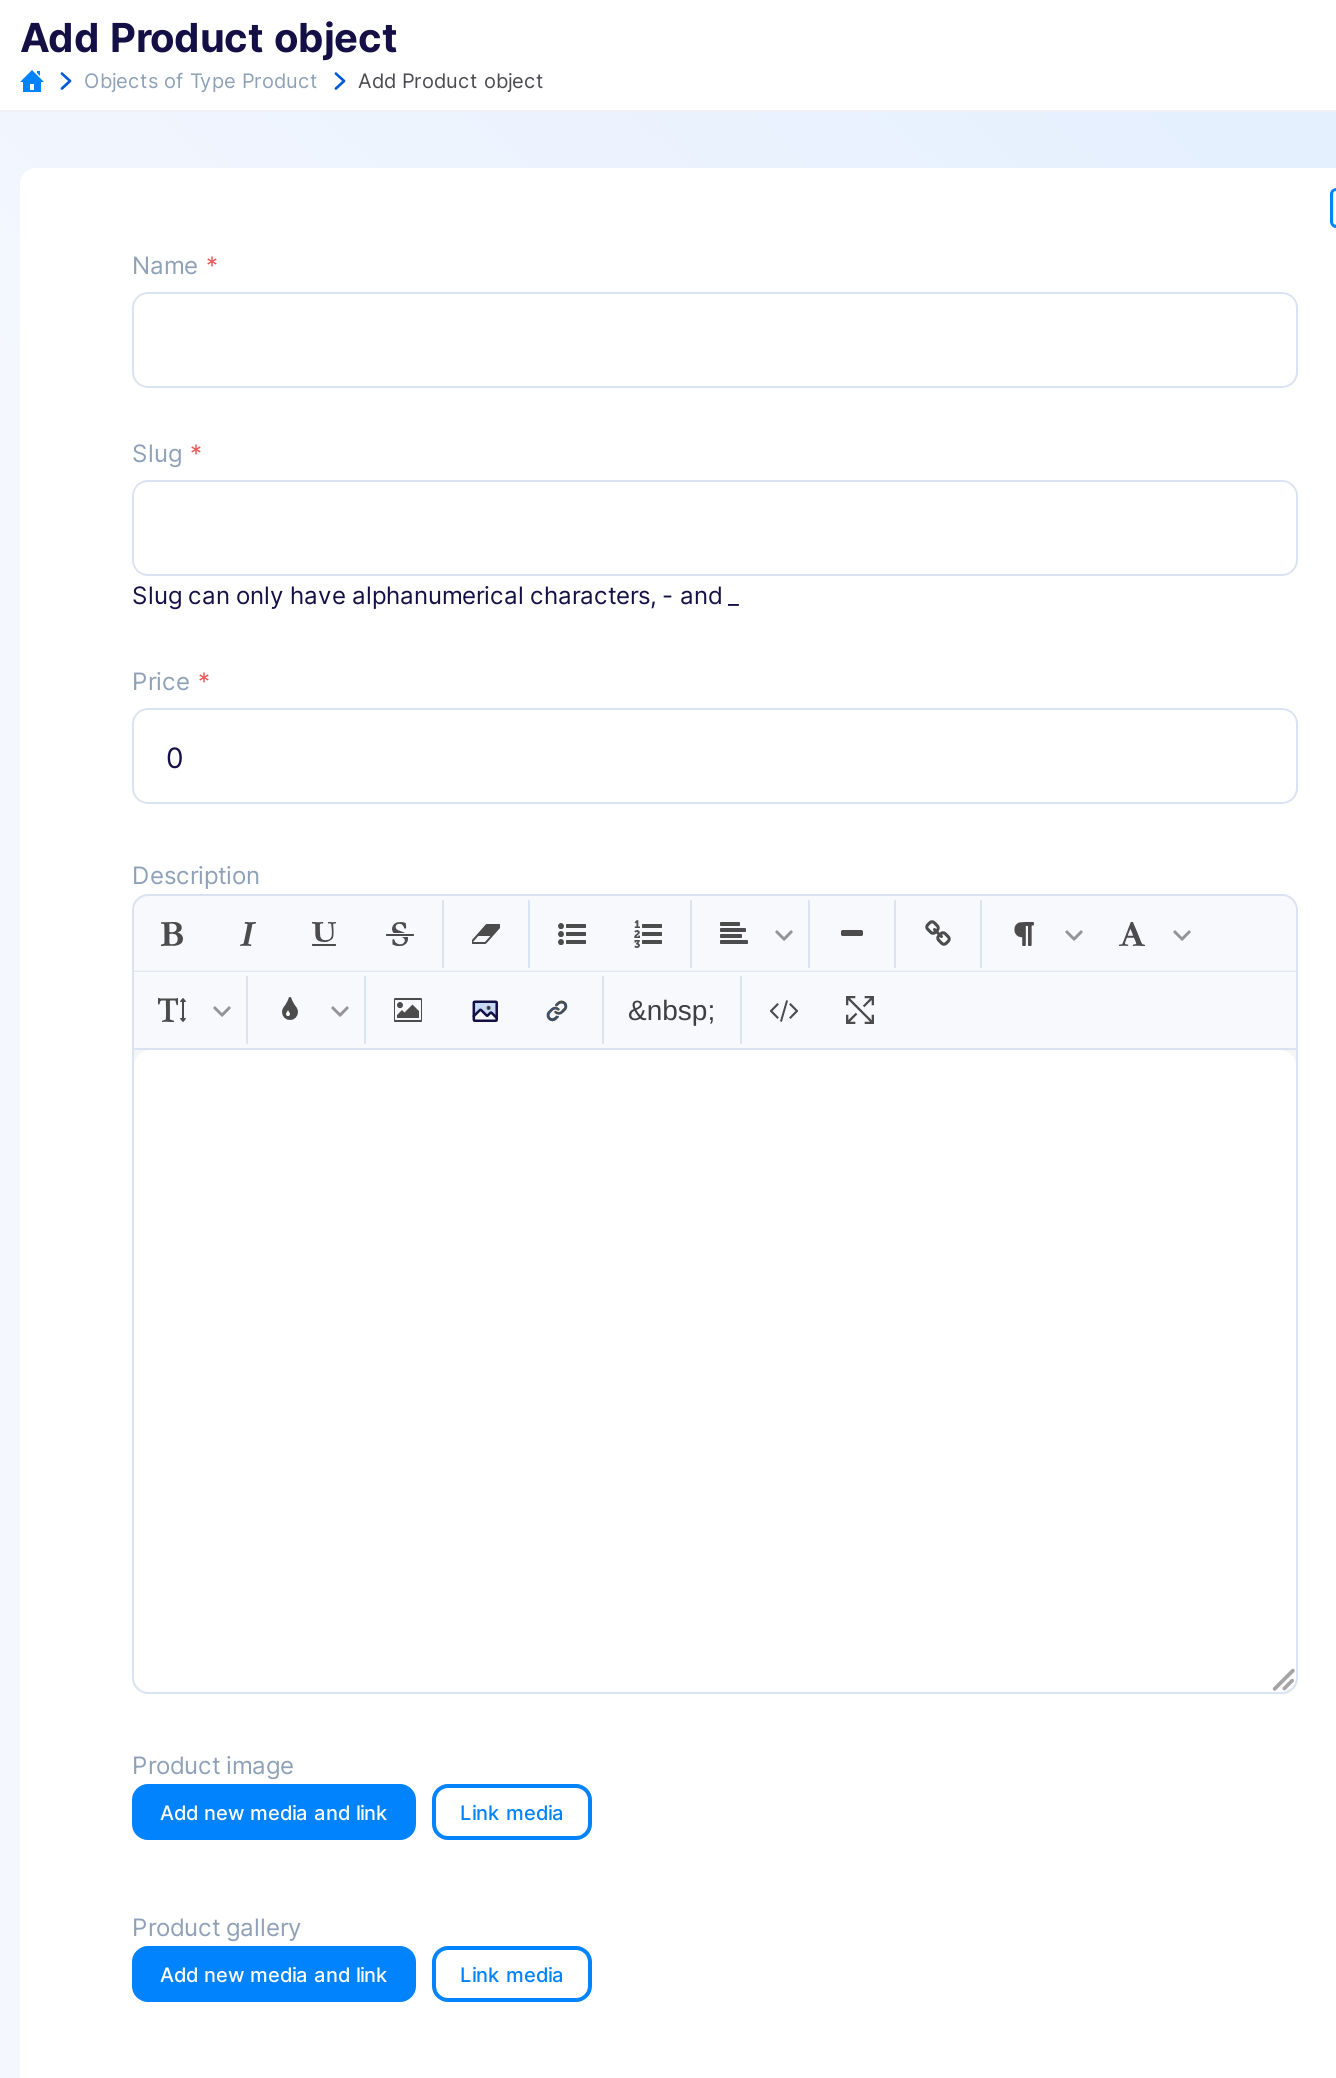 Add Product object
Objects of Type Product Add Product object
Name *
Slug *
Slug can only have alphanumerical characters, - and _
Price *
0
Description
&nbsp;
Product image
Add new media and link Link media
Product gallery
Add new media and link Link media